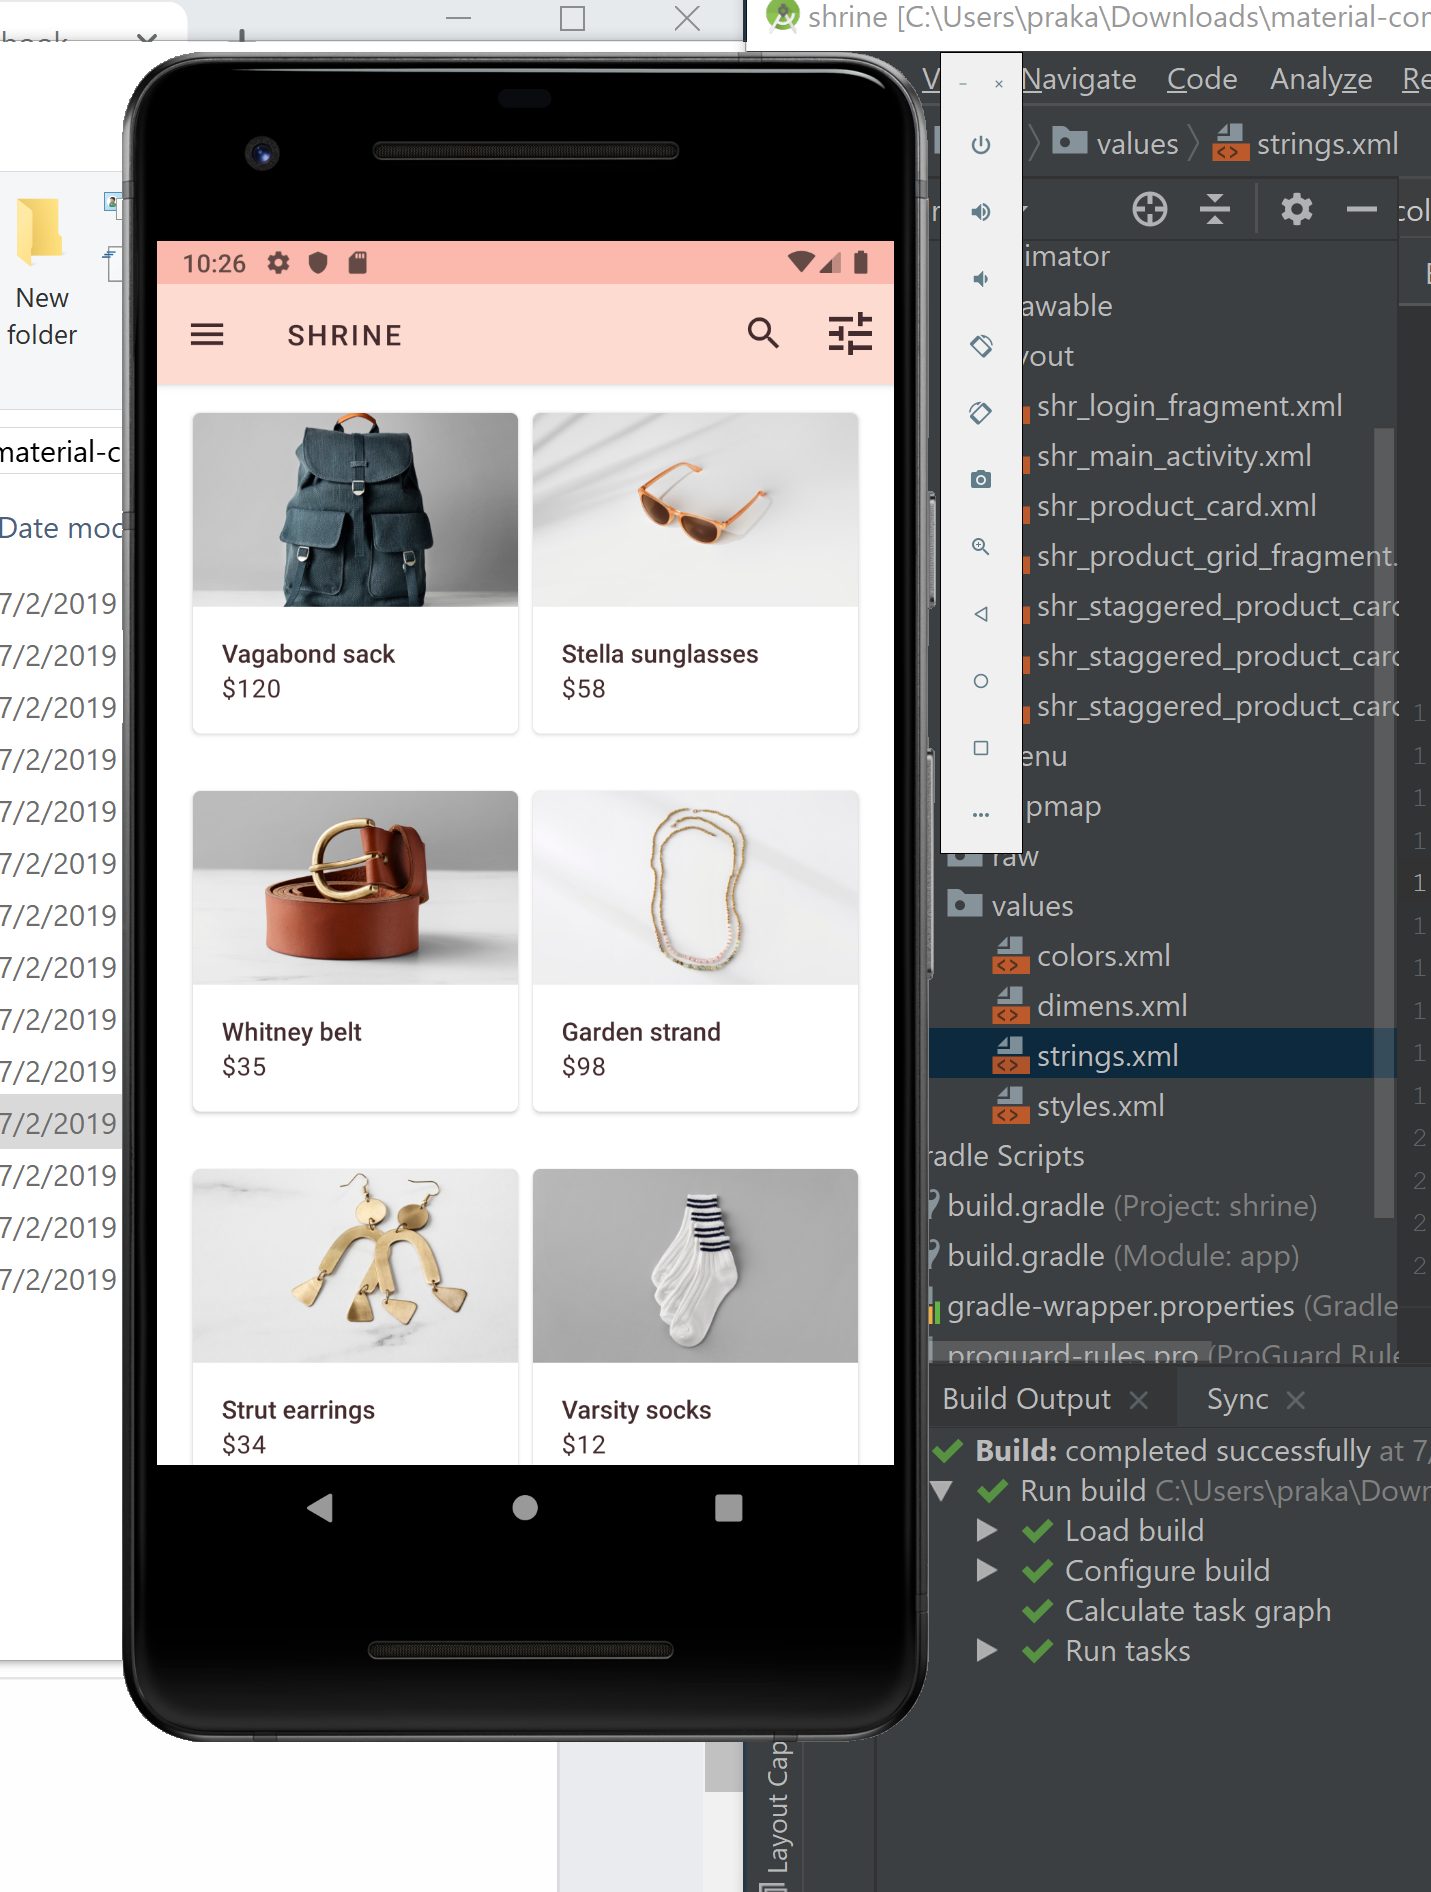 shrine [C:\Users\praka\Downloads\material-cor
Navigate Code Analyze Re
values strings.xml
New
folder
material-c
Date mod
7/2/2019
7/2/2019
7/2/2019
7/2/2019
7/2/2019
7/2/2019
7/2/2019
7/2/2019
7/2/2019
7/2/2019
7/2/2019
7/2/2019
7/2/2019
7/2/2019
10:26
SHRINE
Vagabond sack
$120
Stella sunglasses
$58
Whitney belt
$35
Garden strand
$98
Strut earrings
$34
Varsity socks
$12
col
imator
awable
yout
shr_login_fragment.xml
shr_main_activity.xml
shr_product_card.xml
shr_product_grid_fragment.
shr_staggered_product_card
shr_staggered_product_card
shr_staggered_product_card
enu
pmap
raw
values
colors.xml
dimens.xml
strings.xml
styles.xml
radle Scripts
build.gradle (Project: shrine)
build.gradle (Module: app)
gradle-wrapper.properties (Gradle
proguard-rules.pro (ProGuard Rule
Build Output Sync
Build: completed successfully at 7/
Run build C:\Users\praka\Down
Load build
Configure build
Calculate task graph
Run tasks
Layout Cap